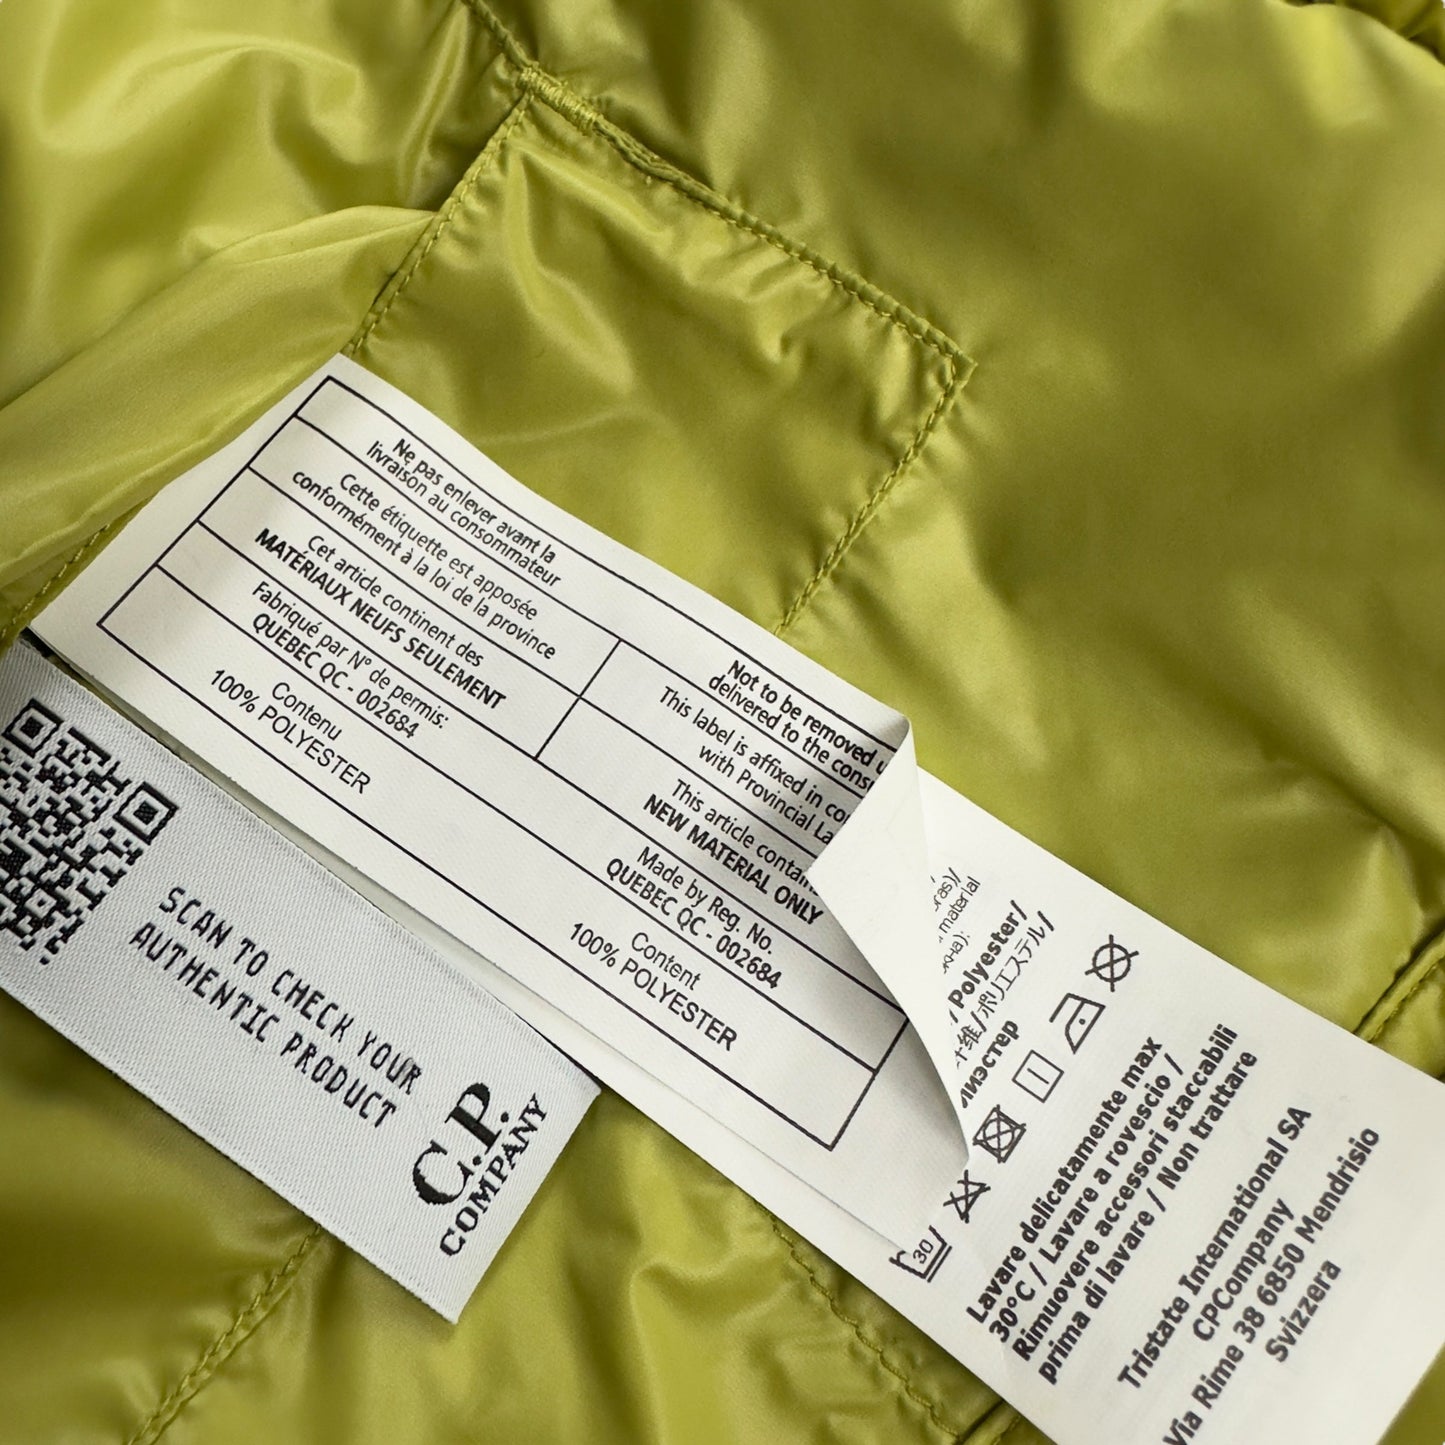 Ne pas enlever avant la
livraison au consommateur
Cette étiquette est apposée
conformément à la loi de la province
Cet article continent des
MATÉRIAUX NEUFS SEULEMENT
Fabriqué par N° de permis:
QUEBEC QC - 002684
Contenu
100% POLYESTER
Not to be removed
delivered to the
This label is affixed in
with Provincial
This article
NEW MATERIAL ONLY
Made by Reg. No.
QUEBEC QC - 002684
Content
100% POLYESTER
SCAN TO CHECK YOUR
AUTHENTIC PRODUCT
C.P.
COMPANY
material
/ Polyester/
/ポリエステル/
30
Lavare delicatamente max
30°C / Lavare a rovescio /
Rimuovere accessori staccabili
prima di lavare / Non trattare
Tristate International SA
CPCompany
Via Rime 38 6850 Mendrisio
Svizzera